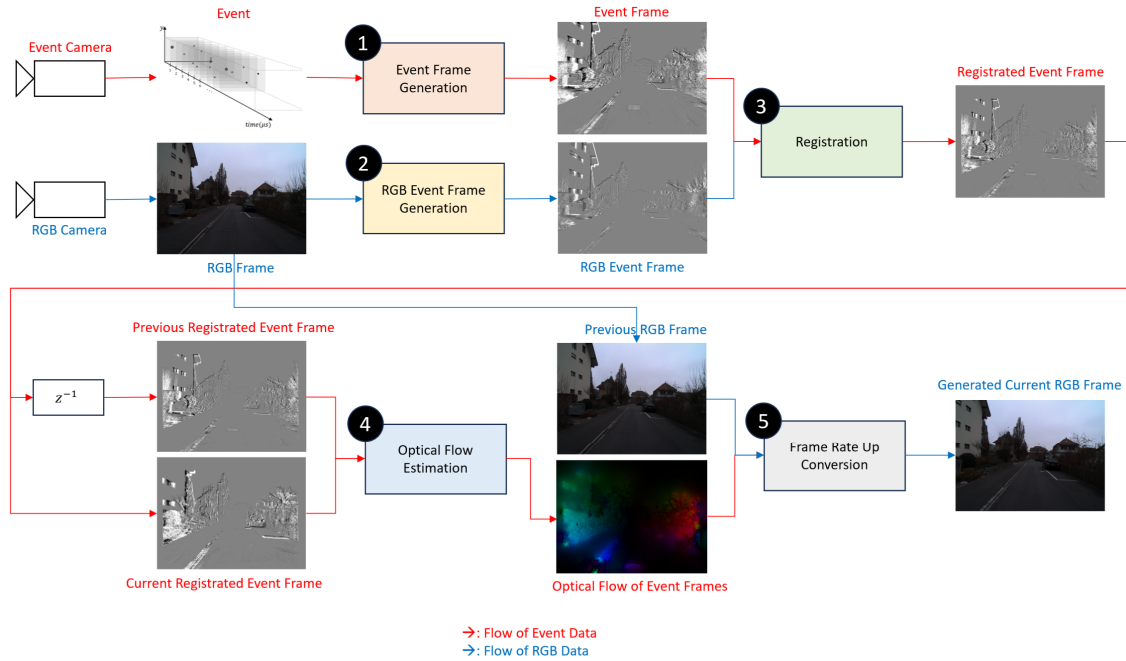 Event
Event Frame
Event Camera
y
time(μs)
1
Event Frame
Generation
3
Registration
Registrated Event Frame
2
RGB Event Frame
Generation
RGB Camera
RGB Frame
RGB Event Frame
Previous Registrated Event Frame
Previous RGB Frame
z⁻¹
4
Optical Flow
Estimation
5
Frame Rate Up
Conversion
Generated Current RGB Frame
Current Registrated Event Frame
Optical Flow of Event Frames
→: Flow of Event Data
→: Flow of RGB Data